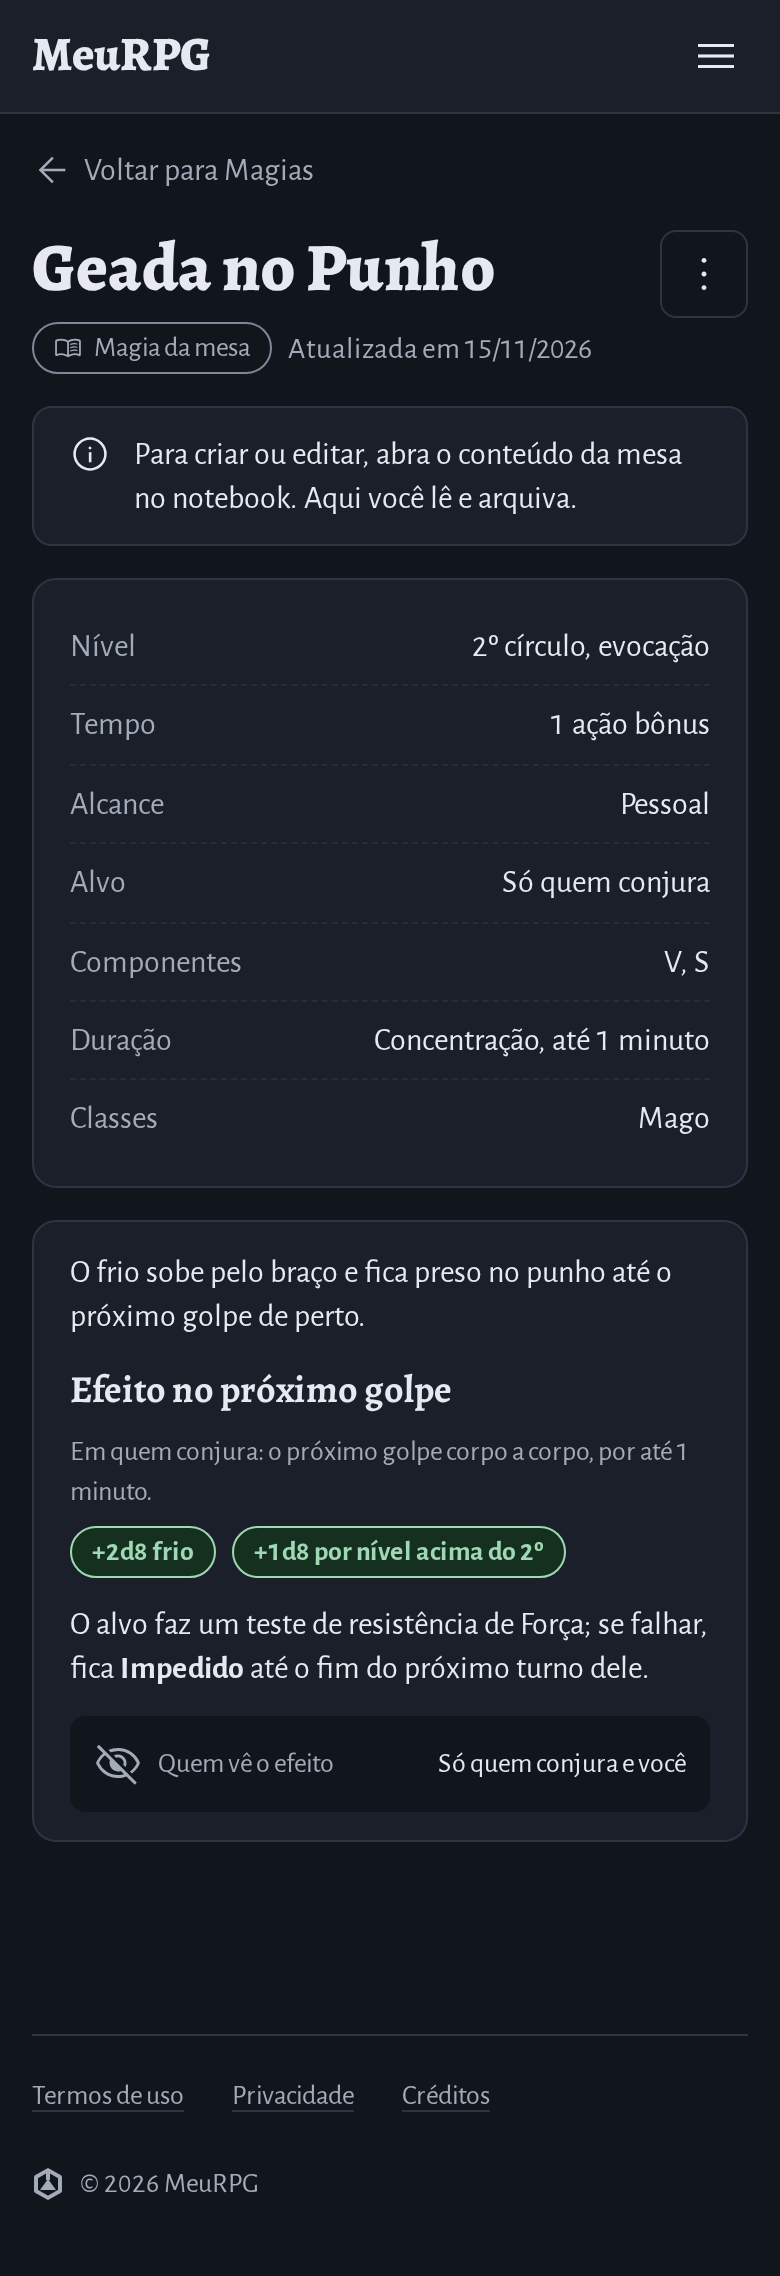 MeuRPG
Voltar para Magias
Geada no Punho
Magia da mesa
Atualizada em 15/11/2026
Para criar ou editar, abra o conteúdo da mesa
no notebook. Aqui você lê e arquiva.
Nível
2º círculo, evocação
Tempo
1 ação bônus
Alcance
Pessoal
Alvo
Só quem conjura
Componentes
V, S
Duração
Concentração, até 1 minuto
Classes
Mago
O frio sobe pelo braço e fica preso no punho até o
próximo golpe de perto.
Efeito no próximo golpe
Em quem conjura: o próximo golpe corpo a corpo, por até 1
minuto.
+2d8 frio
+1d8 por nível acima do 2º
O alvo faz um teste de resistência de Força; se falhar,
fica Impedido até o fim do próximo turno dele.
Quem vê o efeito
Só quem conjura e você
Termos de uso
Privacidade
Créditos
© 2026 MeuRPG